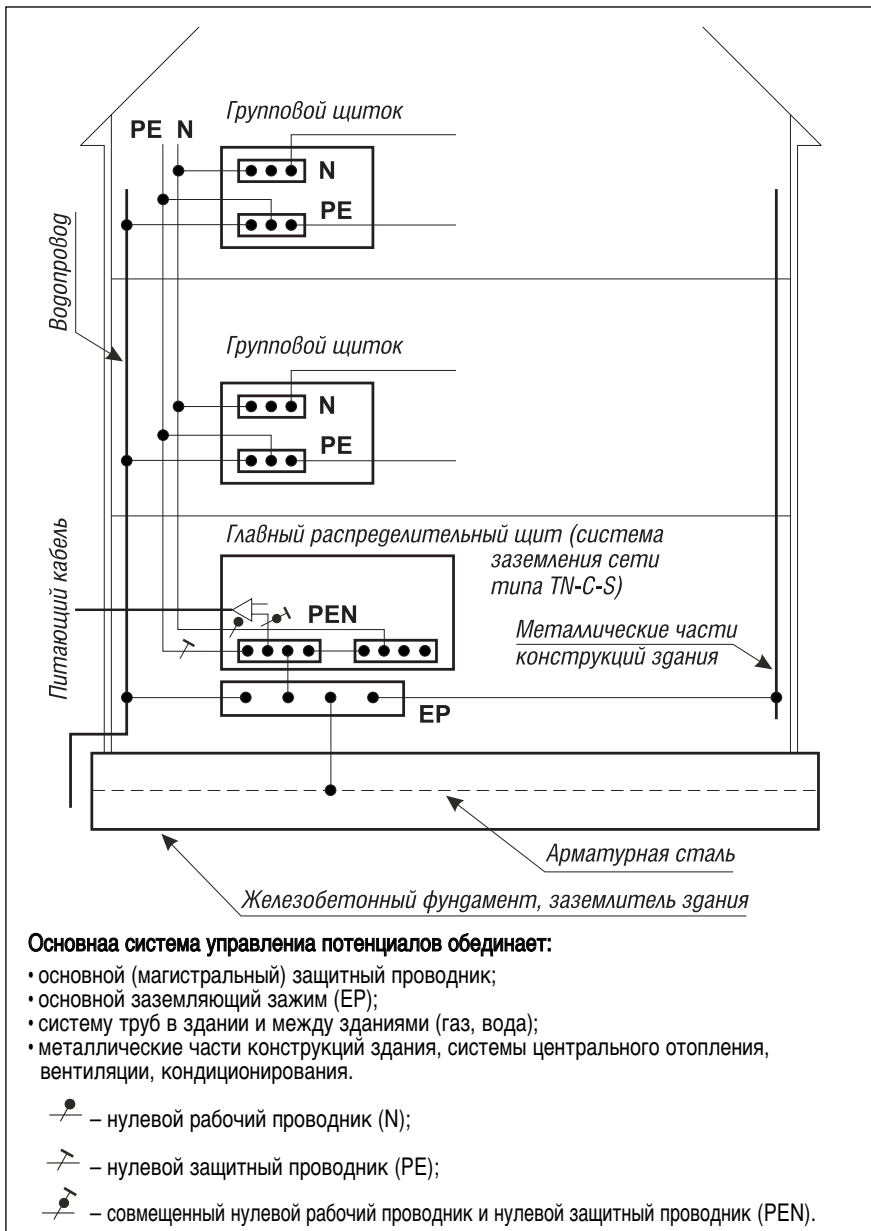 Групповой щиток
PE N
N
PE
Водопровод
Групповой щиток
N
PE
Питающий кабель
Главный распределительный щит (система
заземления сети
типа TN-C-S)
PEN
Металлические части
конструкций здания
EP
Арматурная сталь
Железобетонный фундамент, заземлитель здания
Основнаа система управлениа потенциалов обединает:
• основной (магистральный) защитный проводник;
• основной заземляющий зажим (EP);
• систему труб в здании и между зданиями (газ, вода);
• металлические части конструкций здания, системы центрального отопления,
вентиляции, кондиционирования.
– нулевой рабочий проводник (N);
– нулевой защитный проводник (PE);
– совмещенный нулевой рабочий проводник и нулевой защитный проводник (PEN).